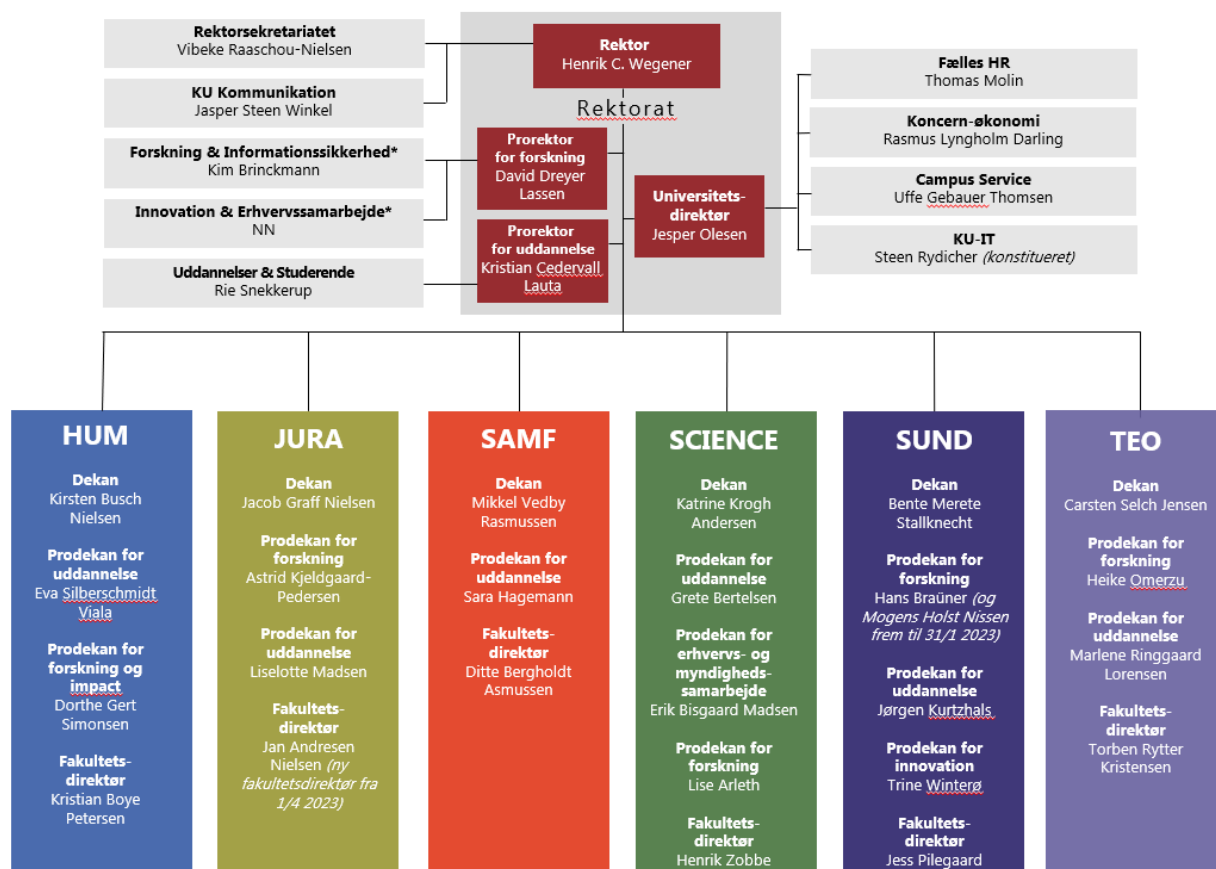 Rektorsekretariatet
Vibeke Raaschou-Nielsen
KU Kommunikation
Jasper Steen Winkel
Forskning & Informationssikkerhed*
Kim Brinckmann
Innovation & Erhvervssamarbejde*
NN
Uddannelser & Studerende
Rie Snekkerup
Rektor
Henrik C. Wegener
Rektorat
Prorektor
for forskning
David Dreyer
Lassen
Prorektor
for uddannelse
Kristian Cedervall
Lauta
Universitets-
direktør
Jesper Olesen
Fælles HR
Thomas Molin
Koncern-økonomi
Rasmus Lyngholm Darling
Campus Service
Uffe Gebauer Thomsen
KU-IT
Steen Rydicher (konstitueret)
HUM
Dekan
Kirsten Busch
Nielsen
Prodekan for
uddannelse
Eva Silberschmidt
Viala
Prodekan for
forskning og
impact
Dorthe Gert
Simonsen
Fakultets-
direktør
Kristian Boye
Petersen
JURA
Dekan
Jacob Graff Nielsen
Prodekan for
forskning
Astrid Kjeldgaard-
Pedersen
Prodekan for
uddannelse
Liselotte Madsen
Fakultets-
direktør
Jan Andresen
Nielsen (ny
fakultetsdirektør fra
1/4 2023)
SAMF
Dekan
Mikkel Vedby
Rasmussen
Prodekan for
uddannelse
Sara Hagemann
Fakultets-
direktør
Ditte Bergholdt
Asmussen
SCIENCE
Dekan
Katrine Krogh
Andersen
Prodekan for
uddannelse
Grete Bertelsen
Prodekan for
erhvervs- og
myndigheds-
samarbejde
Erik Bisgaard Madsen
Prodekan for
forskning
Lise Arleth
Fakultets-
direktør
Henrik Zobbe
SUND
Dekan
Bente Merete
Stallknecht
Prodekan for
forskning
Hans Braüner (og
Mogens Holst Nissen
frem til 31/1 2023)
Prodekan for
uddannelse
Jørgen Kurtzhals
Prodekan for
innovation
Trine Winterø
Fakultets-
direktør
Jess Pilegaard
TEO
Dekan
Carsten Selch Jensen
Prodekan for
forskning
Heike Omerzu
Prodekan for
uddannelse
Marlene Ringgaard
Lorensen
Fakultets-
direktør
Torben Rytter
Kristensen